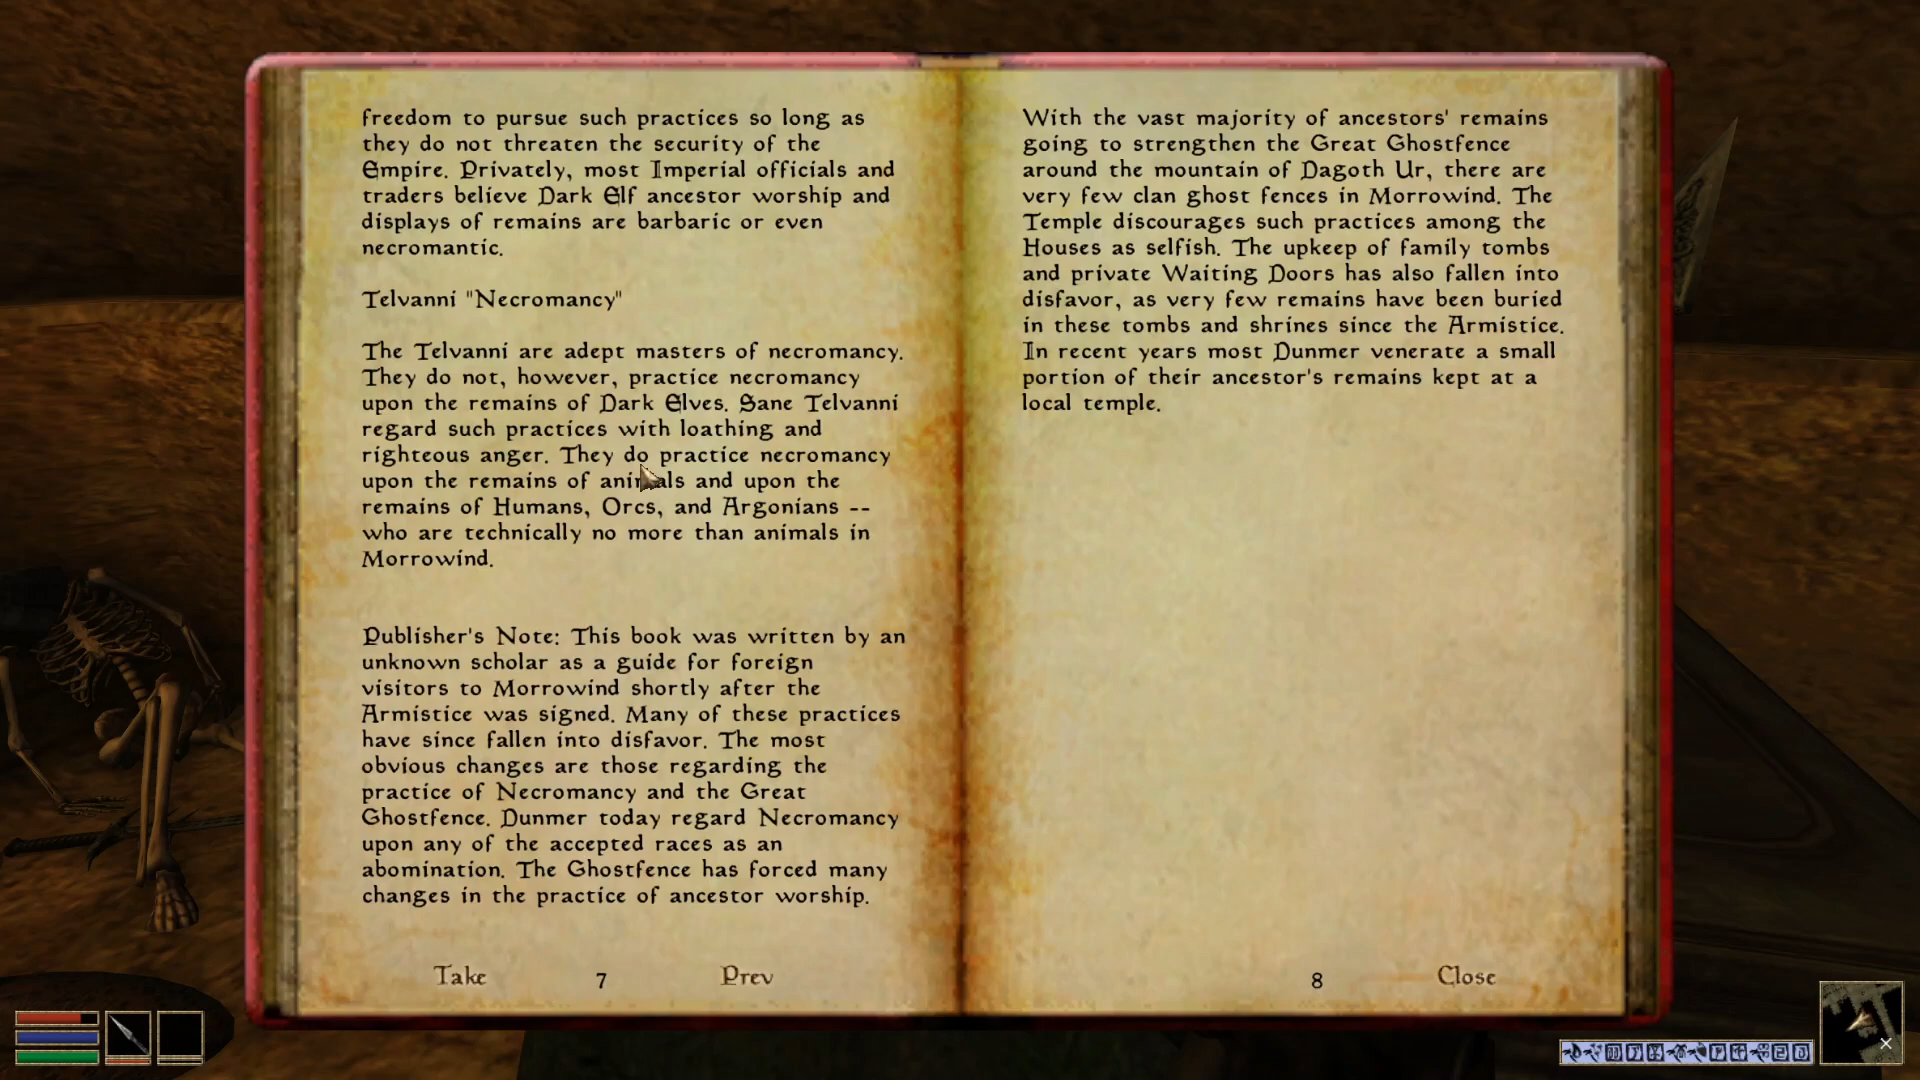 freedom to pursue such practices so long as
they do not threaten the security of the
Empire. Privately, most Imperial officials and
traders believe Dark Elf ancestor worship and
displays of remains are barbaric or even
necromantic.
Telvanni "Necromancy"
The Telvanni are adept masters of necromancy.
They do not, however, practice necromancy
upon the remains of Dark Elves. Sane Telvanni
regard such practices with loathing and
righteous anger. They do practice necromancy
upon the remains of animals and upon the
remains of Humans, Orcs, and Argonians --
who are technically no more than animals in
Morrowind.
Publisher's Note: This book was written by an
unknown scholar as a guide for foreign
visitors to Morrowind shortly after the
Armistice was signed. Many of these practices
have since fallen into disfavor. The most
obvious changes are those regarding the
practice of Necromancy and the Great
Ghostfence. Dunmer today regard Necromancy
upon any of the accepted races as an
abomination. The Ghostfence has forced many
changes in the practice of ancestor worship.
Take 7 Prev
With the vast majority of ancestors' remains
going to strengthen the Great Ghostfence
around the mountain of Dagoth Ur, there are
very few clan ghost fences in Morrowind. The
Temple discourages such practices among the
Houses as selfish. The upkeep of family tombs
and private Waiting Doors has also fallen into
disfavor, as very few remains have been buried
in these tombs and shrines since the Armistice.
In recent years most Dunmer venerate a small
portion of their ancestor's remains kept at a
local temple.
8 Close